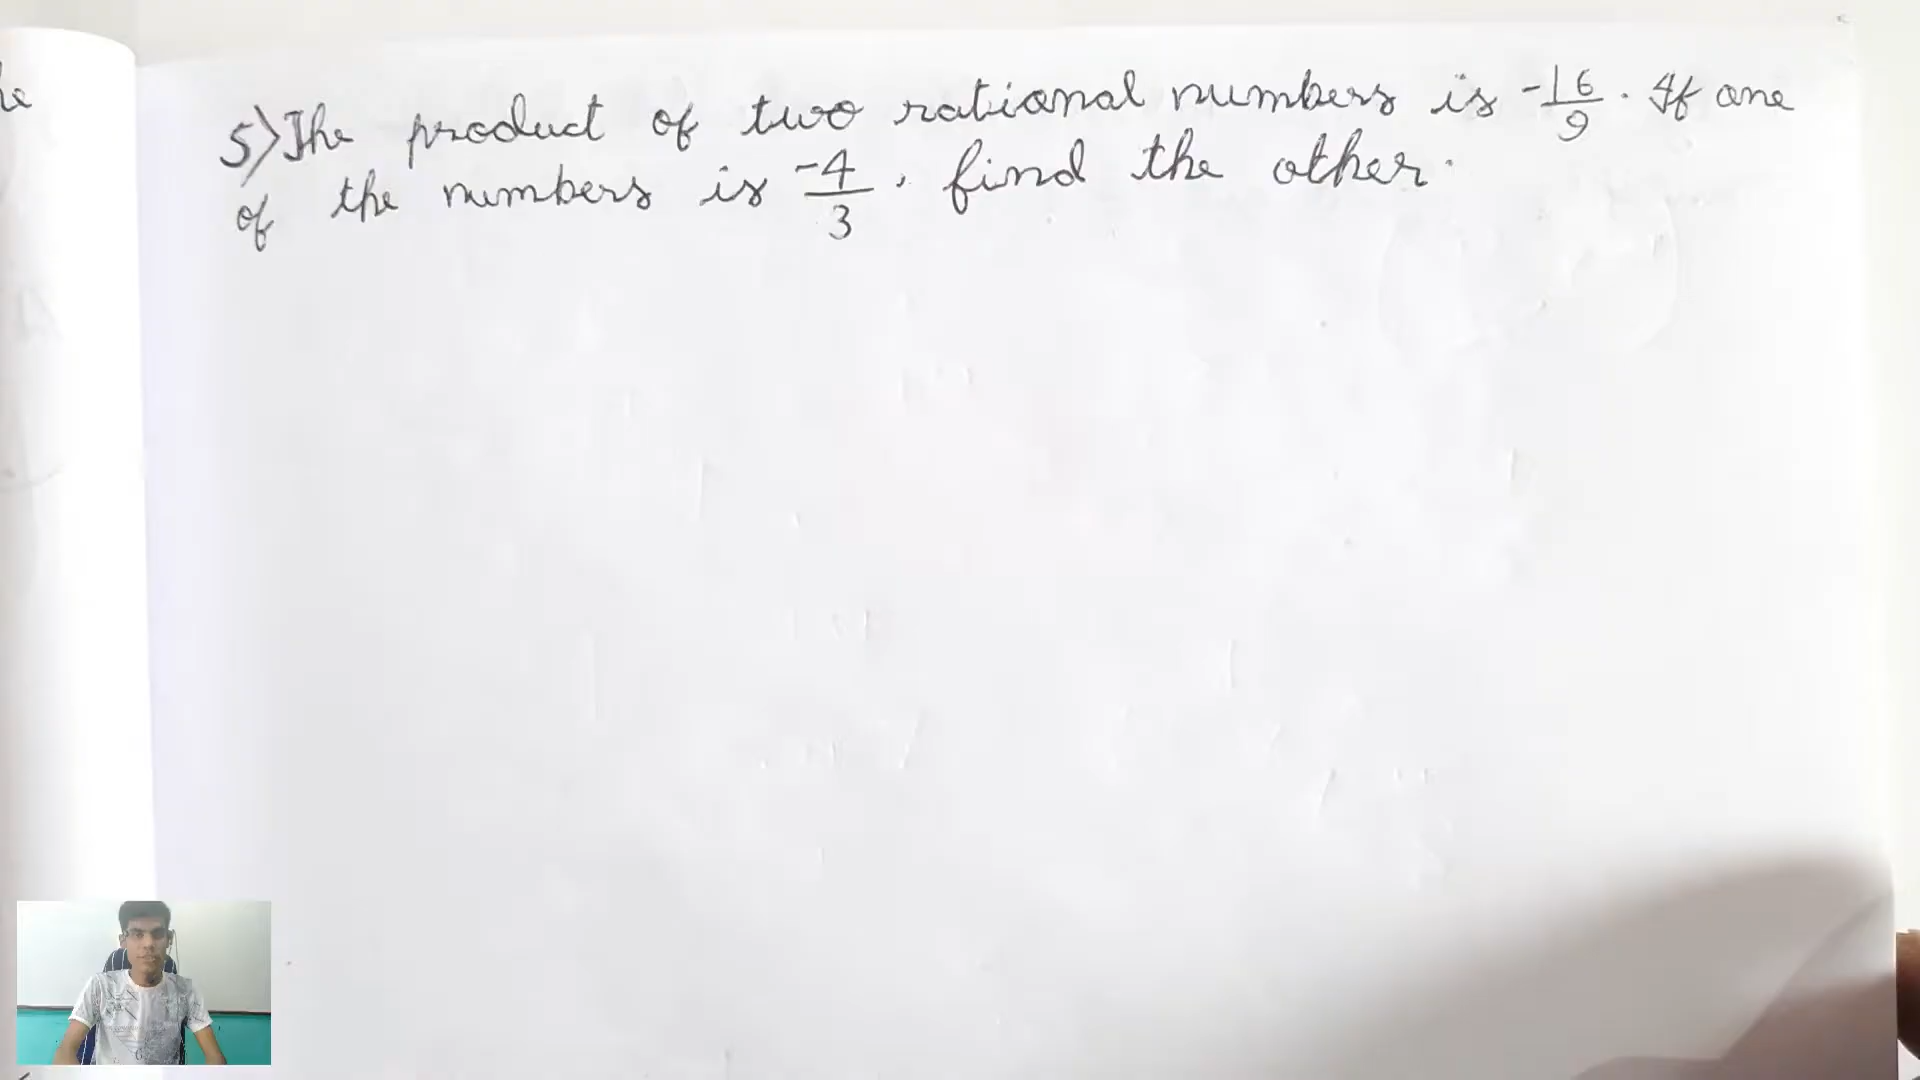 he
5) The product of two rational numbers is -16/9. If one
of the numbers is -4/3, find the other.